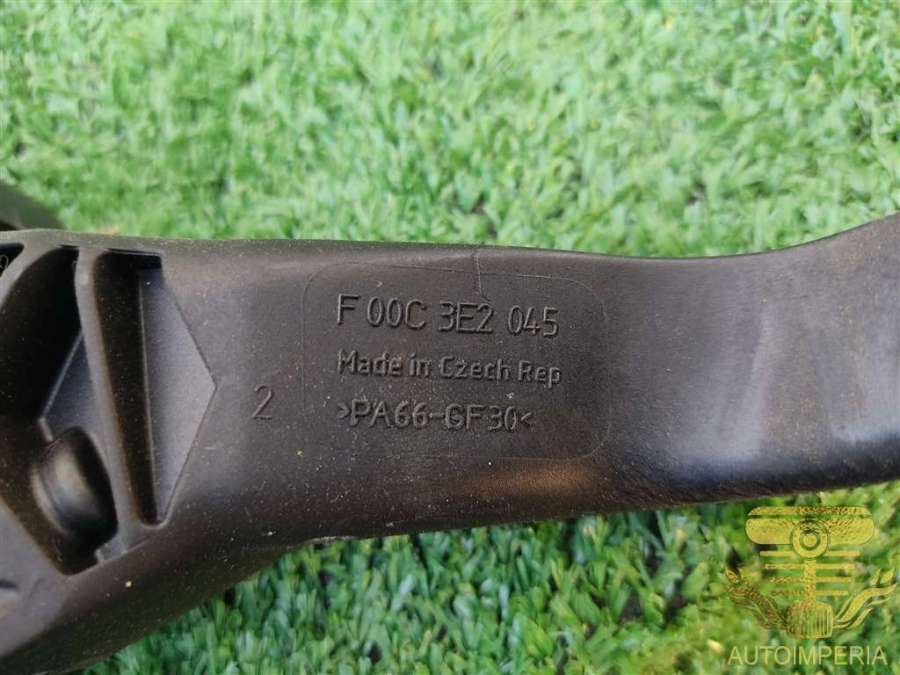 F 00C 3E2 045
Made in Czech Rep
2
>PA66-GF30<
AUTOIMPERIA